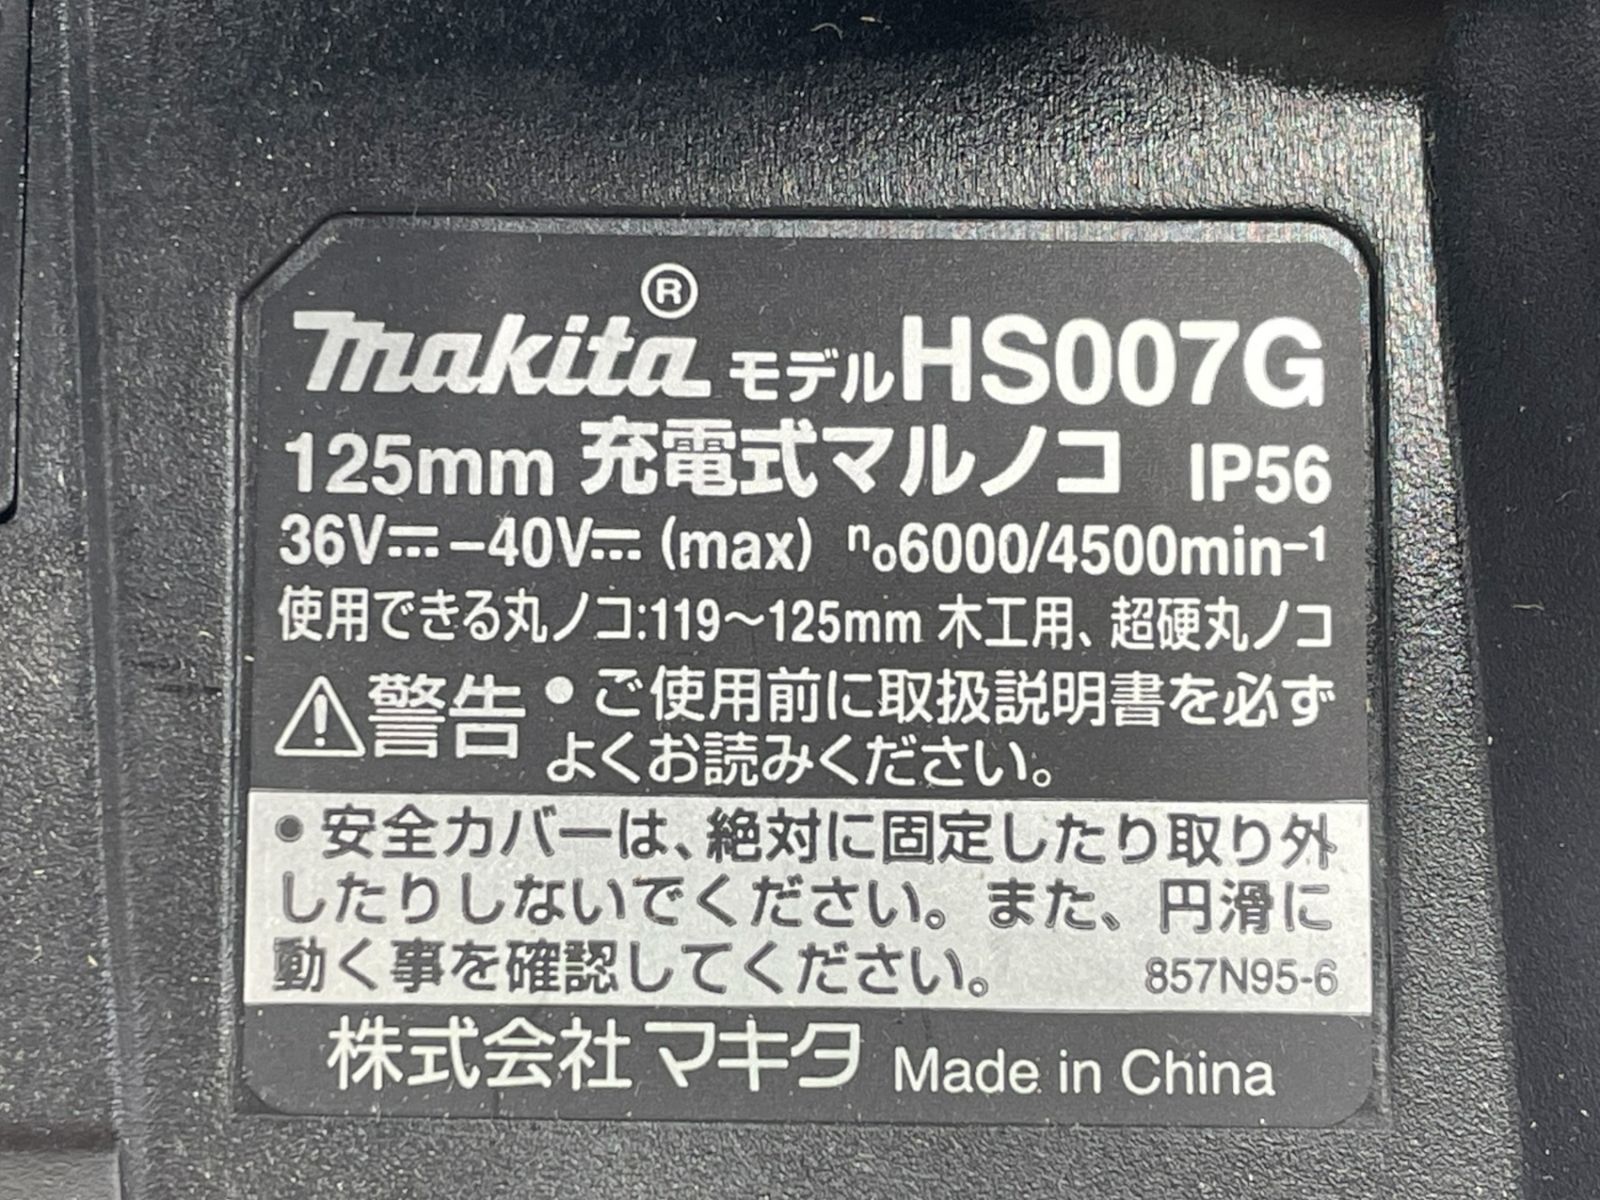 makita® モデルHS007G
125mm 充電式マルノコ IP56
36V⎓–40V⎓(max) n₀6000/4500min⁻¹
使用できる丸ノコ:119〜125mm 木工用、超硬丸ノコ
⚠警告 ●ご使用前に取扱説明書を必ず
よくお読みください。
●安全カバーは、絶対に固定したり取り外
したりしないでください。また、円滑に
動く事を確認してください。 857N95-6
株式会社マキタ Made in China